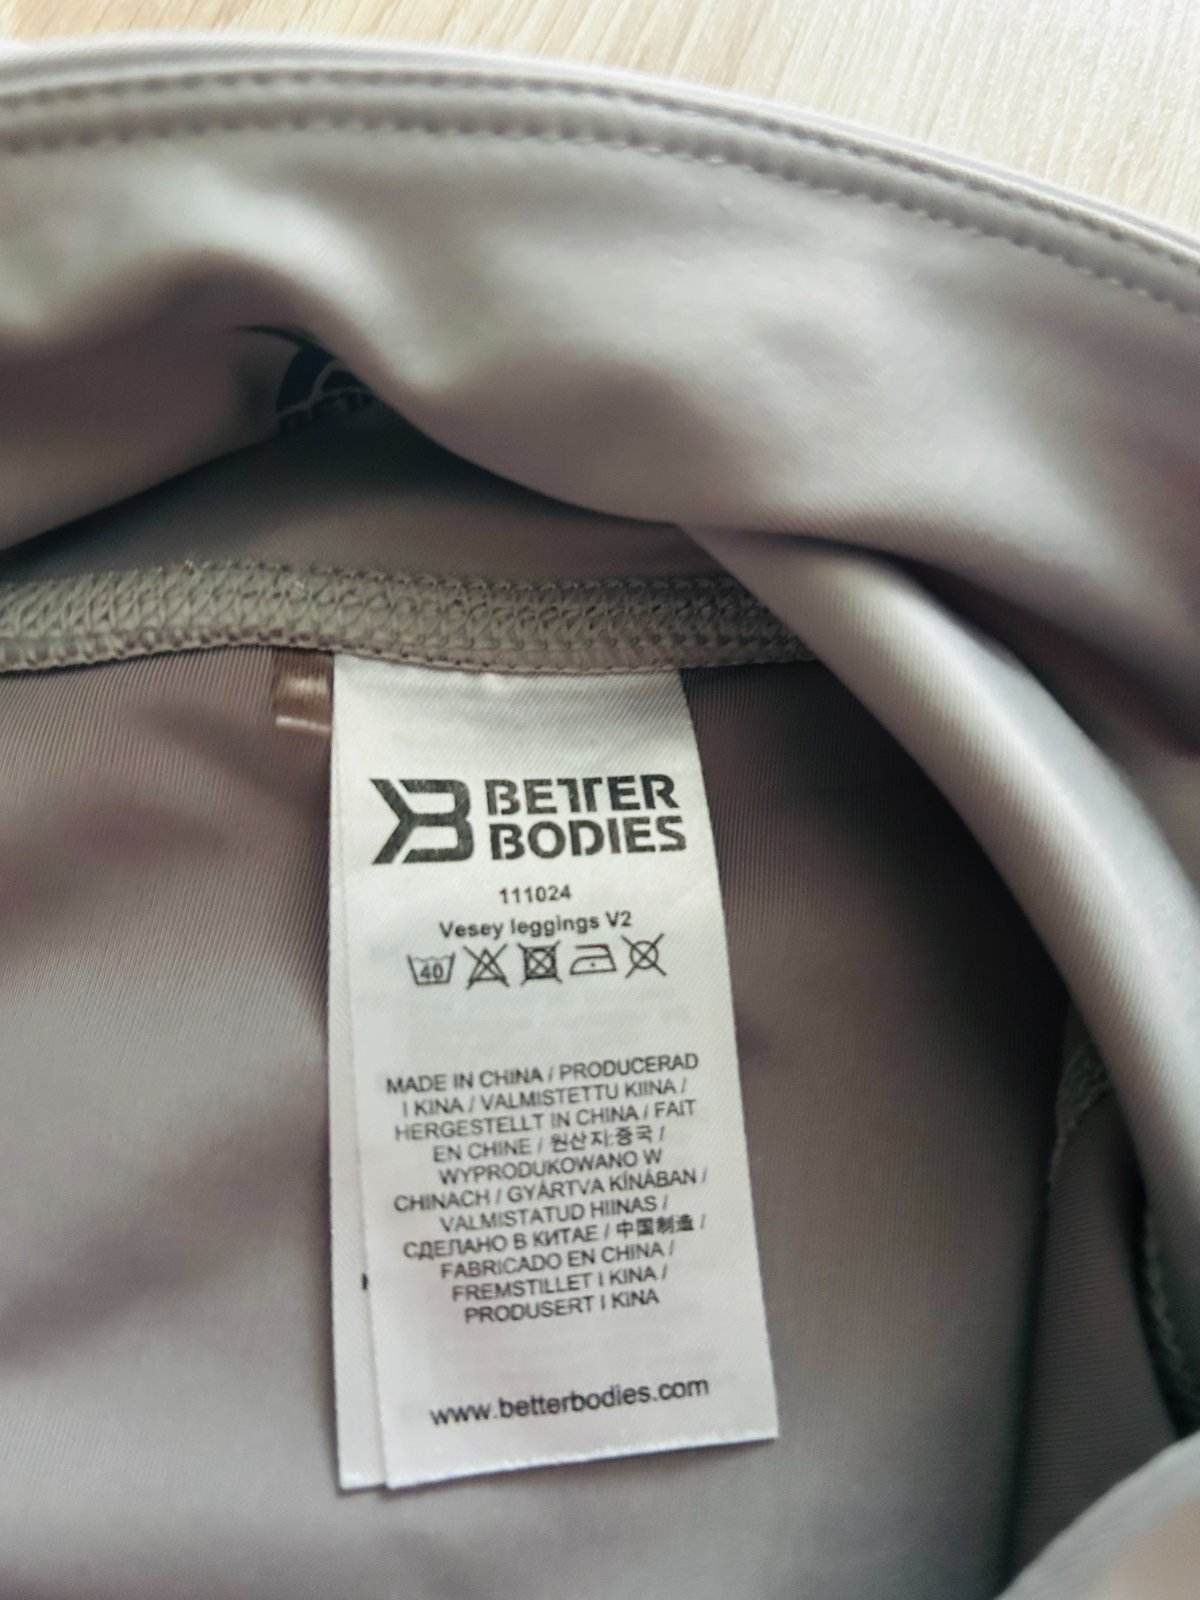 BETTER
BODIES
111024
Vesey leggings V2
40
MADE IN CHINA / PRODUCERAD
I KINA / VALMISTETTU KIINA /
HERGESTELLT IN CHINA / FAIT
EN CHINE / 원산지:중국 /
WYPRODUKOWANO W
CHINACH / GYÁRTVA KÍNÁBAN /
VALMISTATUD HIINAS /
СДЕЛАНО В КИТАЕ / 中国制造 /
FABRICADO EN CHINA /
FREMSTILLET I KINA /
PRODUSERT I KINA
www.betterbodies.com